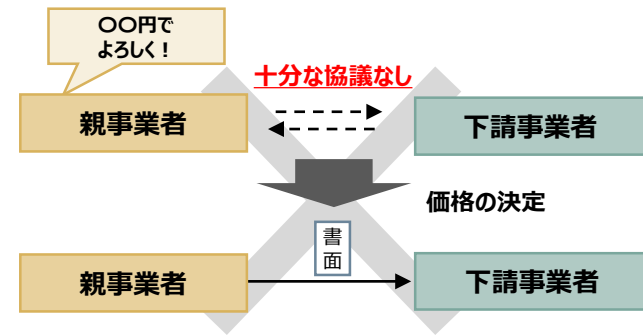 〇〇円で
よろしく！
十分な協議なし
親事業者
下請事業者
価格の決定
書
面
親事業者
下請事業者